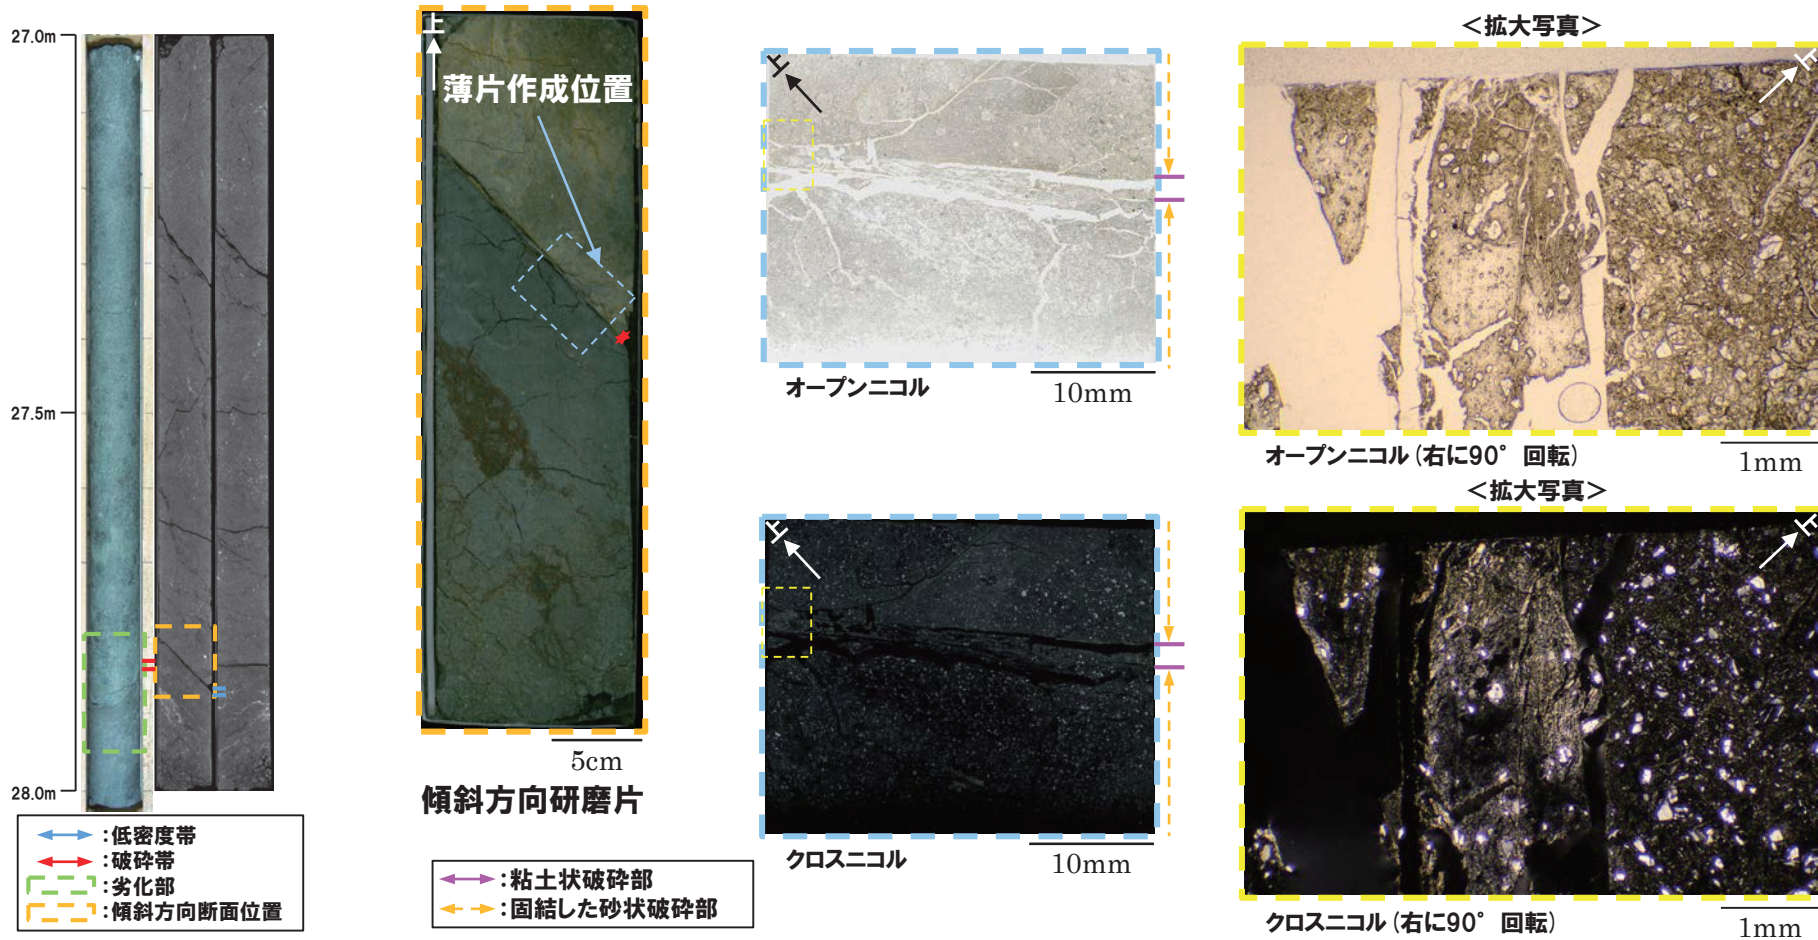 27.0m
27.5m
28.0m
:低密度帯
:破砕帯
:劣化部
:傾斜方向断面位置
上
薄片作成位置
5cm
傾斜方向研磨片
:粘土状破砕部
:固結した砂状破砕部
上
オープンニコル
10mm
上
クロスニコル
10mm
<拡大写真>
上
オープンニコル(右に90°回転)
1mm
<拡大写真>
上
クロスニコル(右に90°回転)
1mm